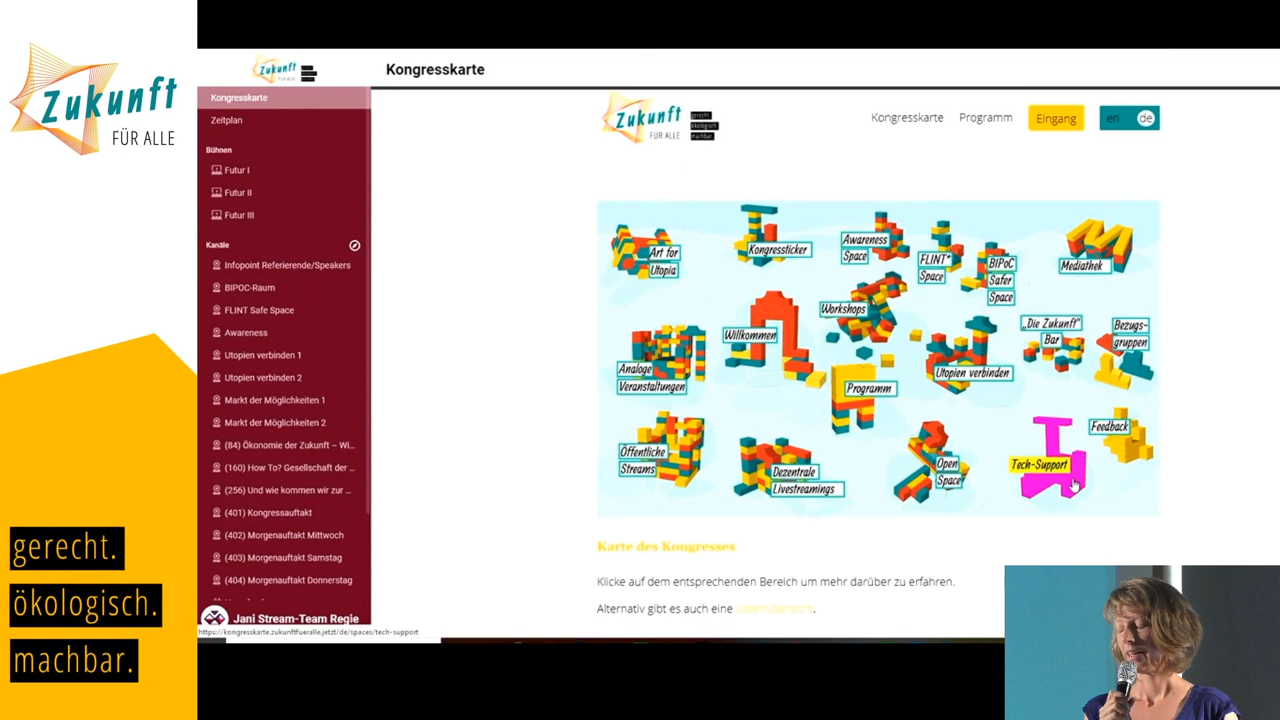 Zukunft
FÜR ALLE
gerecht.
ökologisch.
machbar.
Zukunft
FÜR ALLE
Kongresskarte
Kongresskarte
Zeitplan
Bühnen
Futur I
Futur II
Futur III
Kanäle
Infopoint Referierende/Speakers
BIPOC-Raum
FLINT Safe Space
Awareness
Utopien verbinden 1
Utopien verbinden 2
Markt der Möglichkeiten 1
Markt der Möglichkeiten 2
(84) Ökonomie der Zukunft – Wi...
(160) How To? Gesellschaft der ...
(256) Und wie kommen wir zur ...
(401) Kongressauftakt
(402) Morgenauftakt Mittwoch
(403) Morgenauftakt Samstag
(404) Morgenauftakt Donnerstag
Jani Stream-Team Regie
https://kongresskarte.zukunftfueralle.jetzt/de/spaces/tech-support
Zukunft
FÜR ALLE
gerecht.
ökologisch.
machbar.
Kongresskarte
Programm
Eingang
en
de
Art for
Utopia
Kongressticker
Awareness
Space
FLINT*
Space
BIPoC
Safer
Space
Mediathek
Workshops
Willkommen
„Die Zukunft"
Bar
Bezugs-
gruppen
Analoge
Veranstaltungen
Programm
Utopien verbinden
Öffentliche
Streams
Dezentrale
Livestreamings
Open
Space
Tech-Support
Feedback
Karte des Kongresses
Klicke auf dem entsprechenden Bereich um mehr darüber zu erfahren.
Alternativ gibt es auch eine